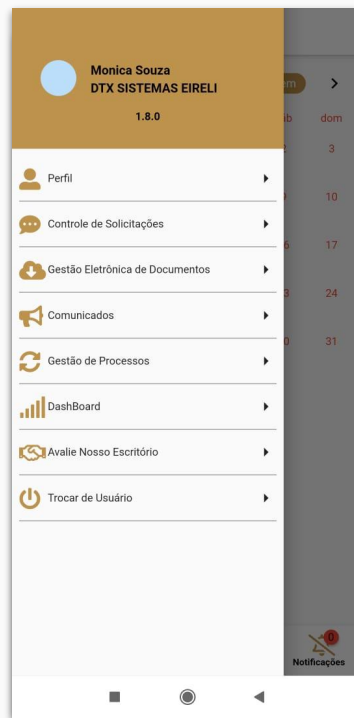 Monica Souza
DTX SISTEMAS EIRELI
1.8.0
Perfil
Controle de Solicitações
Gestão Eletrônica de Documentos
Comunicados
Gestão de Processos
DashBoard
Avalie Nosso Escritório
Trocar de Usuário
em
dom
3
10
17
24
31
0
Notificações